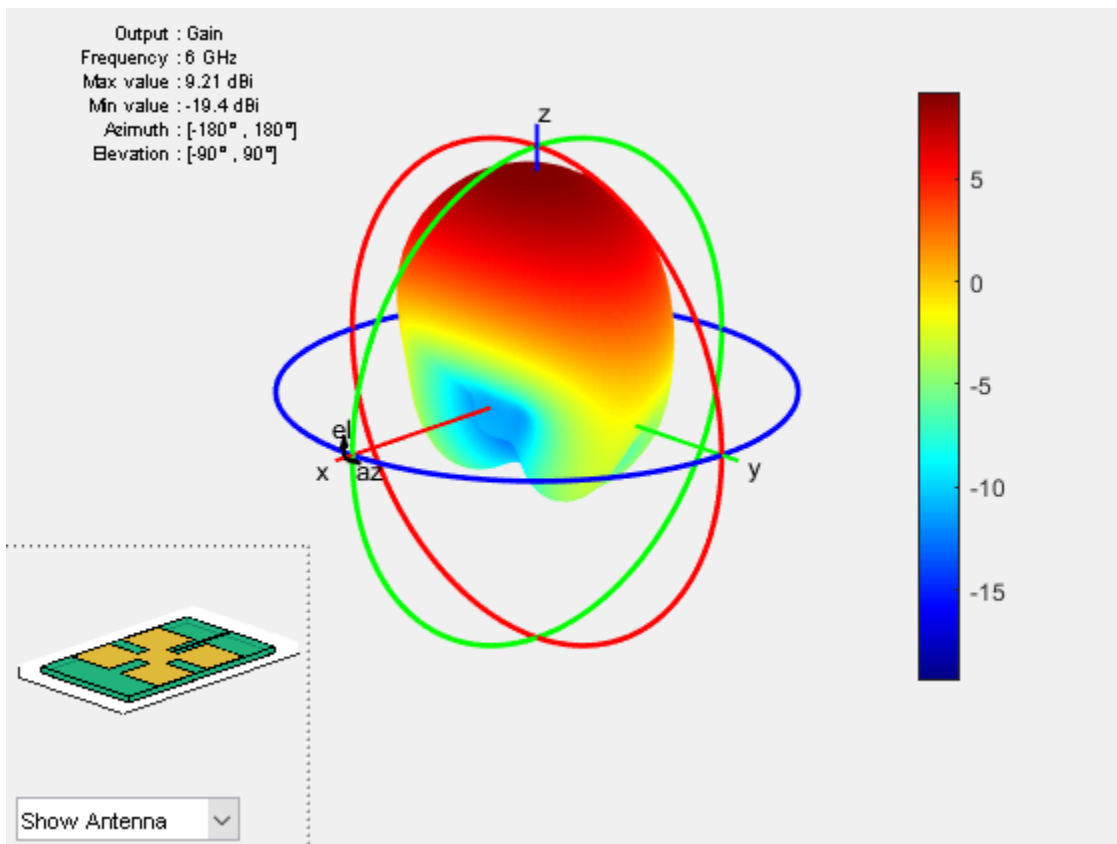 Output : Gain
Frequency : 6 GHz
Max value : 9.21 dBi
Min value : -19.4 dBi
Azimuth : [-180° , 180°]
Elevation : [-90° , 90°]
z
5
0
-5
-10
-15
el
x
az
y
Show Antenna